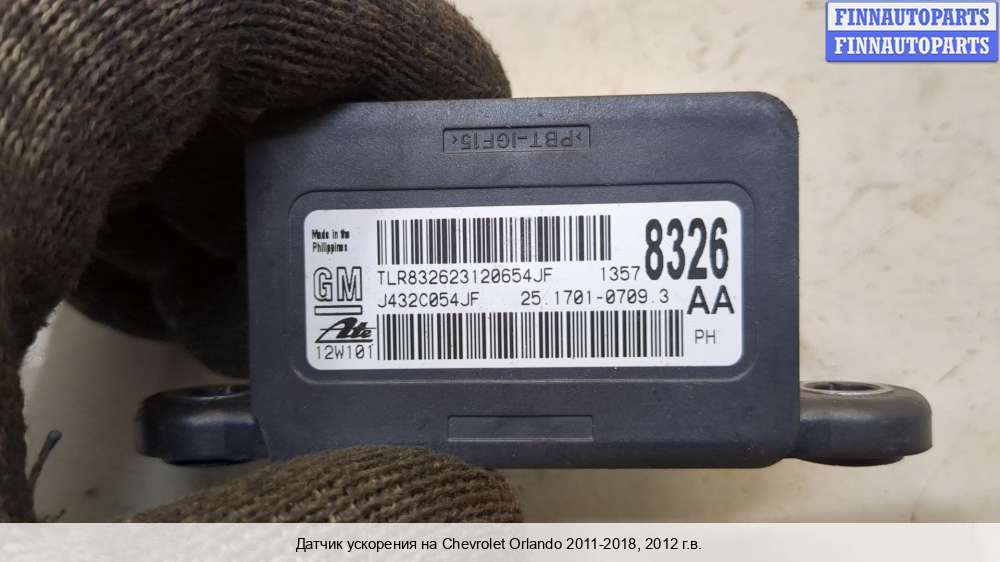 FINNAUTOPARTS
FINNAUTOPARTS
>PBT-IGF15<
Made in the
Philippines
GM
TLR832623120654JF 1357 8326
J432C054JF 25.1701-0709.3 AA
Ate
12W101 PH
Датчик ускорения на Chevrolet Orlando 2011-2018, 2012 г.в.